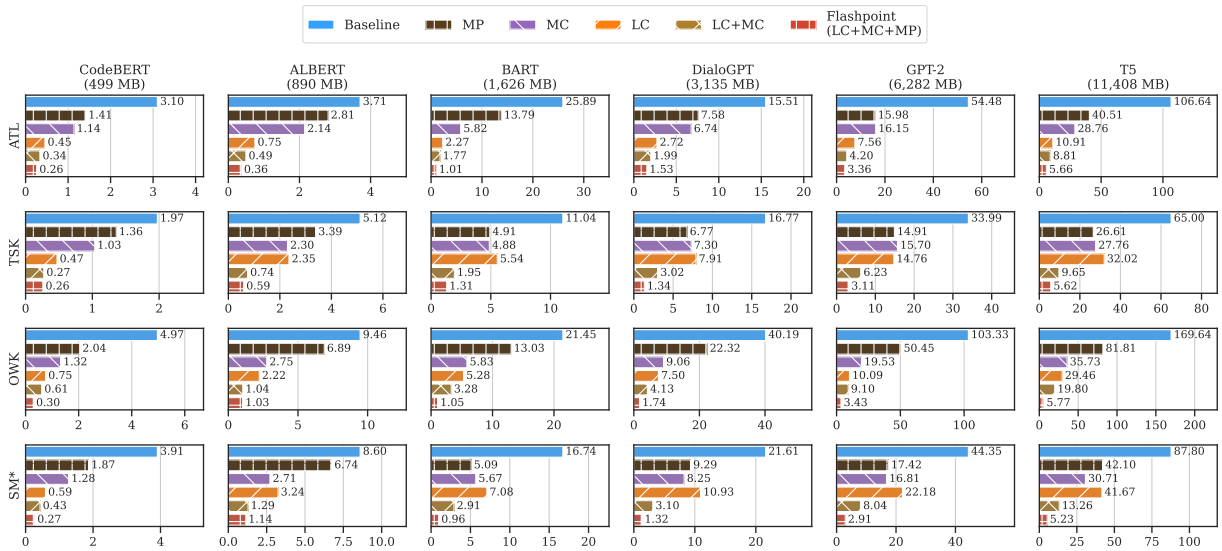 Baseline MP MC LC LC+MC Flashpoint
(LC+MC+MP)
CodeBERT ALBERT BART DialoGPT GPT-2 T5
(499 MB) (890 MB) (1,626 MB) (3,135 MB) (6,282 MB) (11,408 MB)
ATL
3.10 3.71 25.89 15.51 54.48 106.64
1.41 2.81 13.79 7.58 15.98 40.51
1.14 2.14 5.82 6.74 16.15 28.76
0.45 0.75 2.27 2.72 7.56 10.91
0.34 0.49 1.77 1.99 4.20 8.81
0.26 0.36 1.01 1.53 3.36 5.66
0 1 2 3 4 0 2 4 0 10 20 30 0 5 10 15 20 0 20 40 60 0 50 100
TSK
1.97 5.12 11.04 16.77 33.99 65.00
1.36 3.39 4.91 6.77 14.91 26.61
1.03 2.30 4.88 7.30 15.70 27.76
0.47 2.35 5.54 7.91 14.76 32.02
0.27 0.74 1.95 3.02 6.23 9.65
0.26 0.59 1.31 1.34 3.11 5.62
0 1 2 0 2 4 6 0 5 10 0 5 10 15 20 0 10 20 30 40 0 20 40 60 80
OWK
4.97 9.46 21.45 40.19 103.33 169.64
2.04 6.89 13.03 22.32 50.45 81.81
1.32 2.75 5.83 9.06 19.53 35.73
0.75 2.22 5.28 7.50 10.09 29.46
0.61 1.04 3.28 4.13 9.10 19.80
0.30 1.03 1.05 1.74 3.43 5.77
0 2 4 6 0 5 10 0 10 20 0 20 40 0 50 100 0 50 100 150 200
SM*
3.91 8.60 16.74 21.61 44.35 87.80
1.87 6.74 5.09 9.29 17.42 42.10
1.28 2.71 5.67 8.25 16.81 30.71
0.59 3.24 7.08 10.93 22.18 41.67
0.43 1.29 2.91 3.10 8.04 13.26
0.27 1.14 0.96 1.32 2.91 5.23
0 2 4 0.0 2.5 5.0 7.5 10.0 0 5 10 15 20 0 10 20 0 20 40 0 25 50 75 100